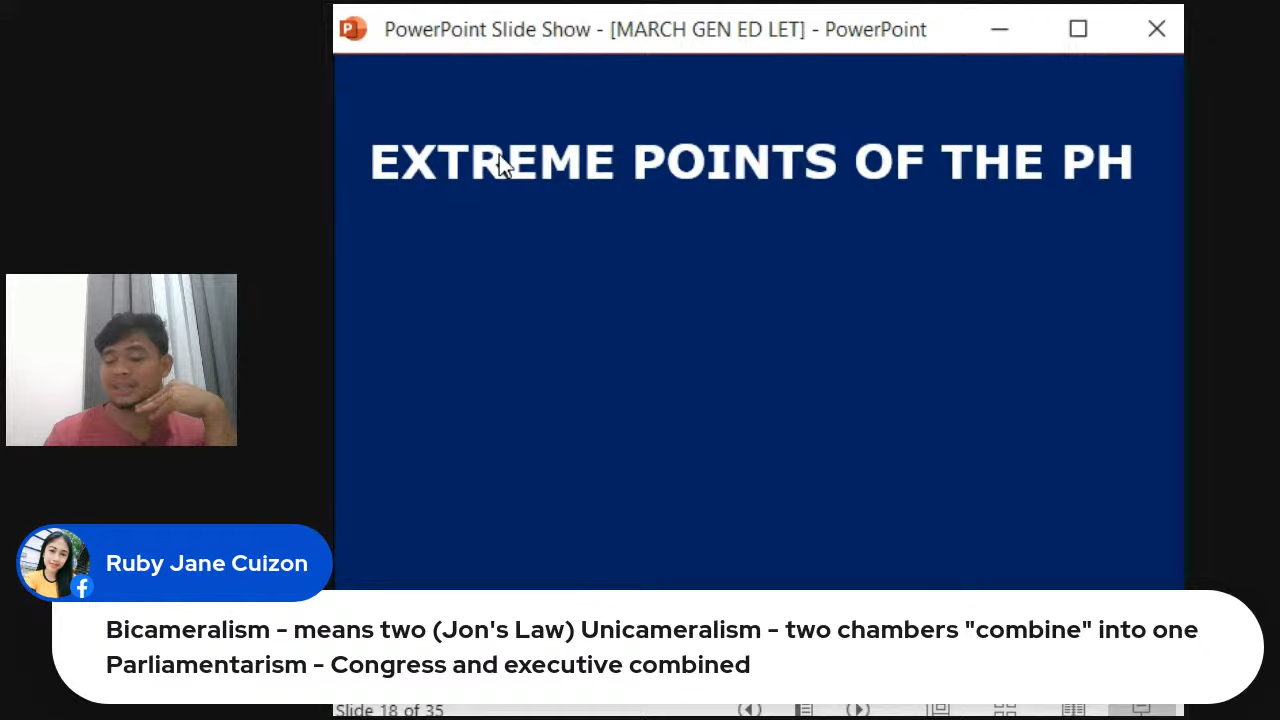 PowerPoint Slide Show - [MARCH GEN ED LET] - PowerPoint
EXTREME POINTS OF THE PH
Ruby Jane Cuizon
Bicameralism - means two (Jon's Law) Unicameralism - two chambers "combine" into one
Parliamentarism - Congress and executive combined
Slide 18 of 35